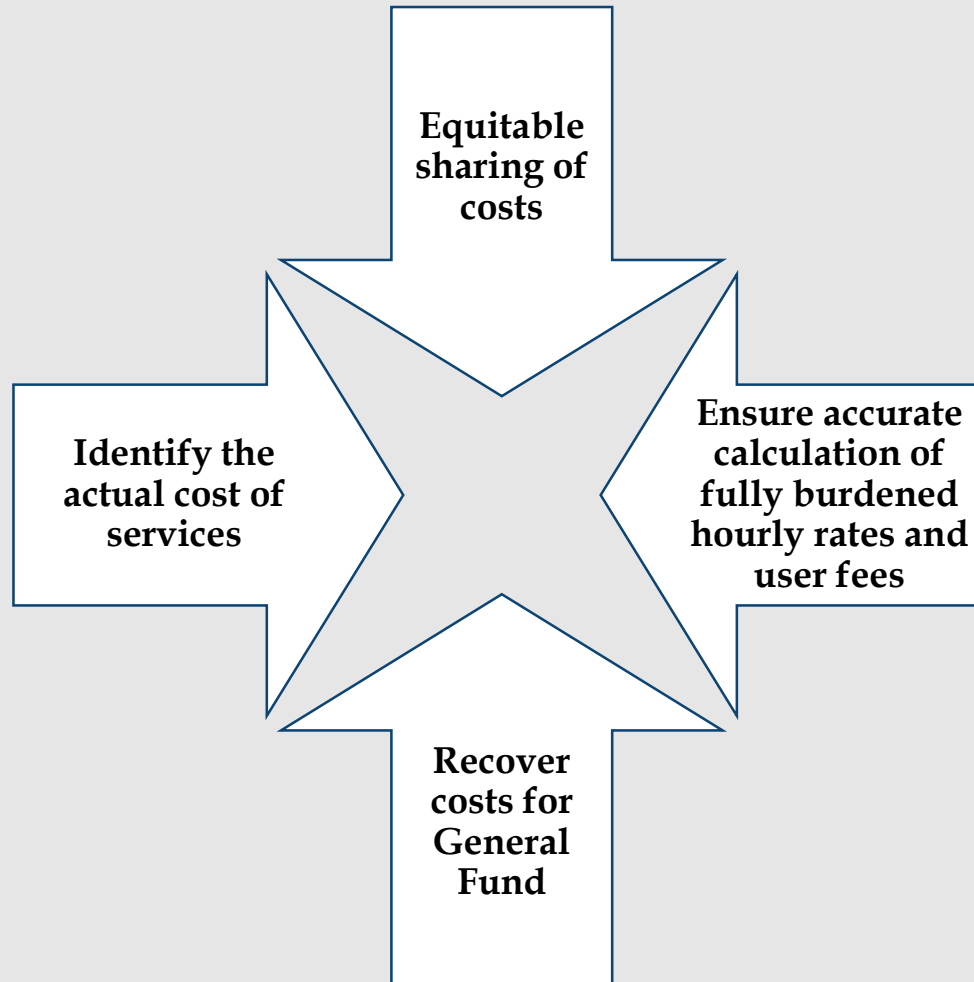 Equitable
sharing of
costs
Identify the
actual cost of
services
Ensure accurate
calculation of
fully burdened
hourly rates and
user fees
Recover
costs for
General
Fund